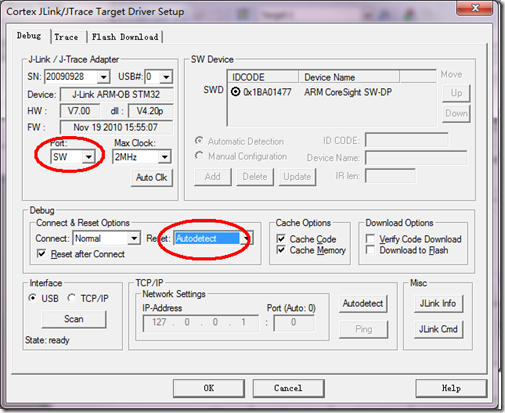 Cortex JLink/JTrace Target Driver Setup
Debug Trace Flash Download
J-Link / J-Trace Adapter
SN: 20090928 USB#: 0
Device: J-Link ARM-OB STM32
HW : V7.00 dll : V4.20p
FW : Nov 19 2010 15:55:07
Port: Max Clock:
SW 2MHz
Auto Clk
SW Device
IDCODE Device Name Move
SWD 0x1BA01477 ARM CoreSight SW-DP Up
Down
Automatic Detection ID CODE:
Manual Configuration Device Name:
Add Delete Update IR len:
Debug
Connect & Reset Options
Connect: Normal Reset: Autodetect
Reset after Connect
Cache Options
Cache Code
Cache Memory
Download Options
Verify Code Download
Download to Flash
Interface
USB TCP/IP
Scan
State: ready
TCP/IP
Network Settings
IP-Address Port (Auto: 0)
127 . 0 . 0 . 1 : 0
Autodetect
Ping
Misc
JLink Info
JLink Cmd
OK Cancel Help